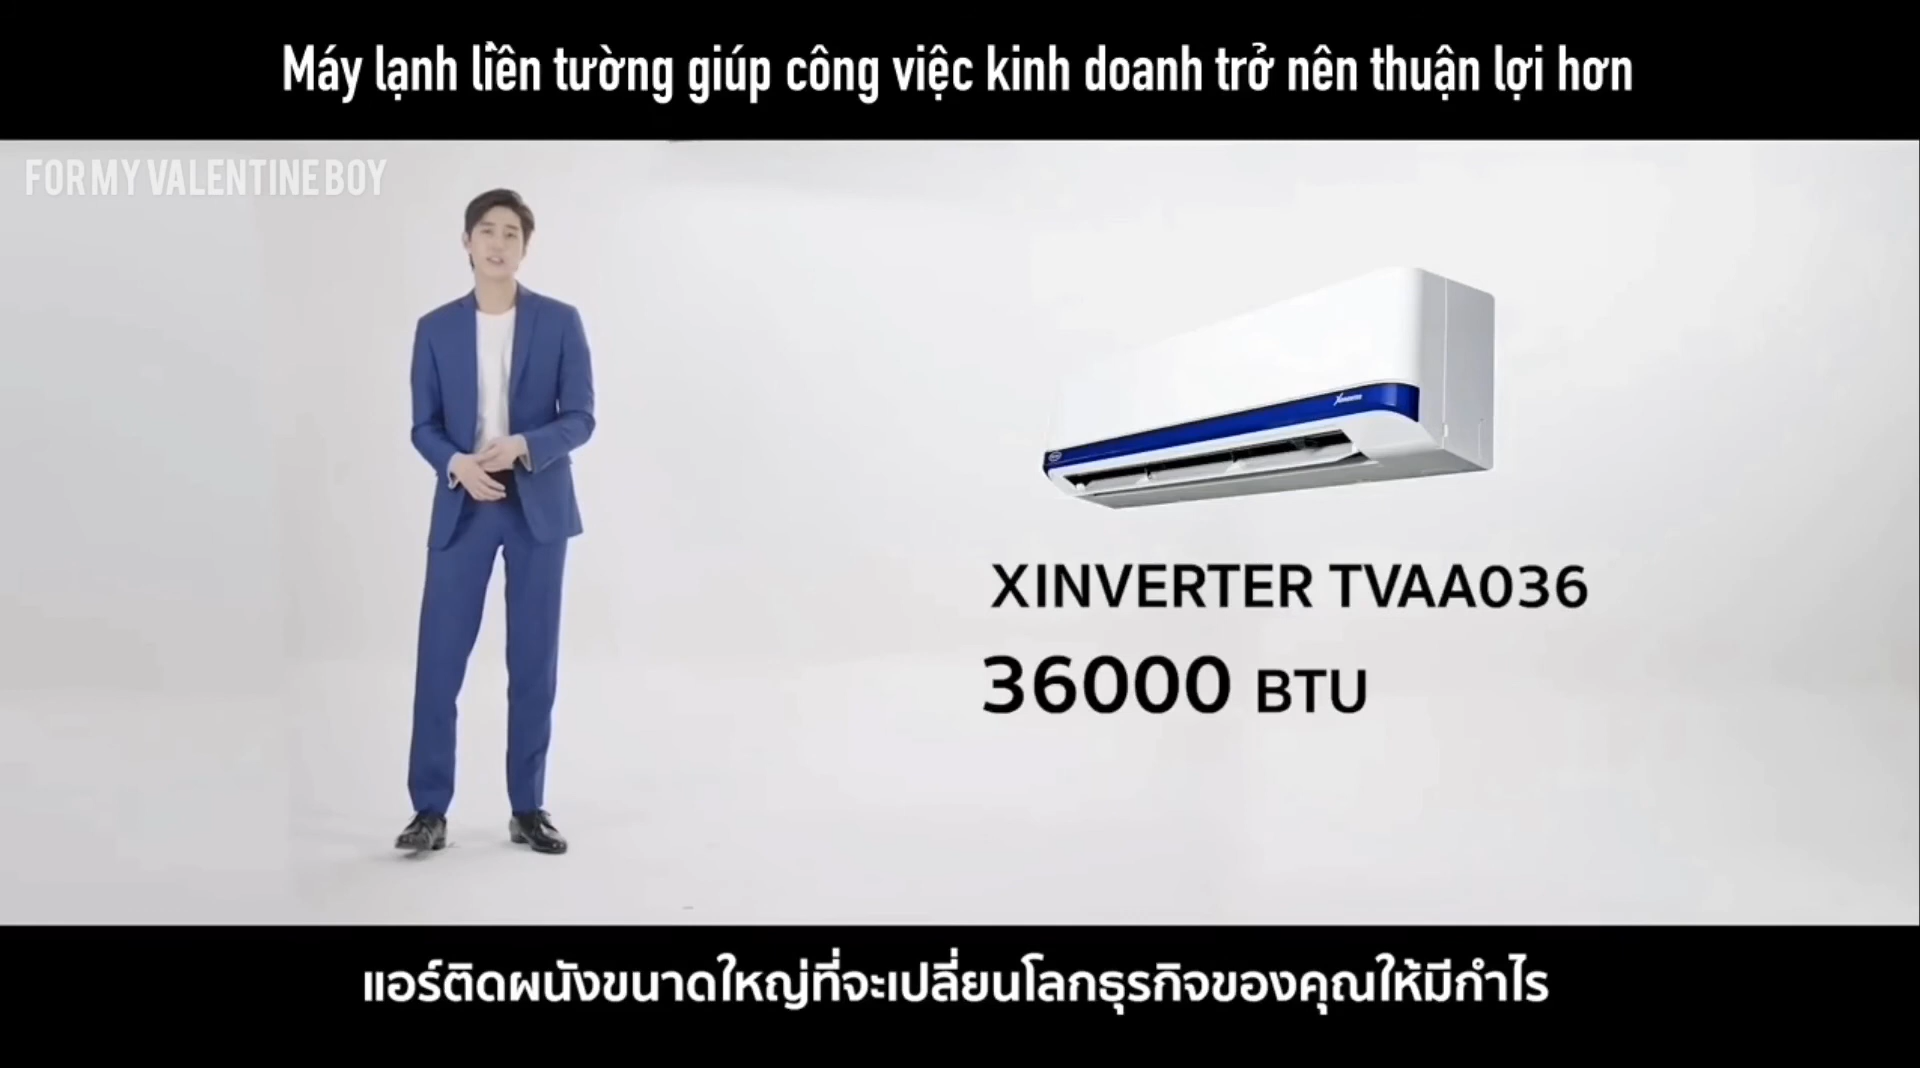 Máy lạnh liền tường giúp công việc kinh doanh trở nên thuận lợi hơn
FOR MY VALENTINE BOY
Xinverter
XINVERTER TVAA036
36000 BTU
แอร์ติดผนังขนาดใหญ่ที่จะเปลี่ยนโลกธุรกิจของคุณให้มีกำไร